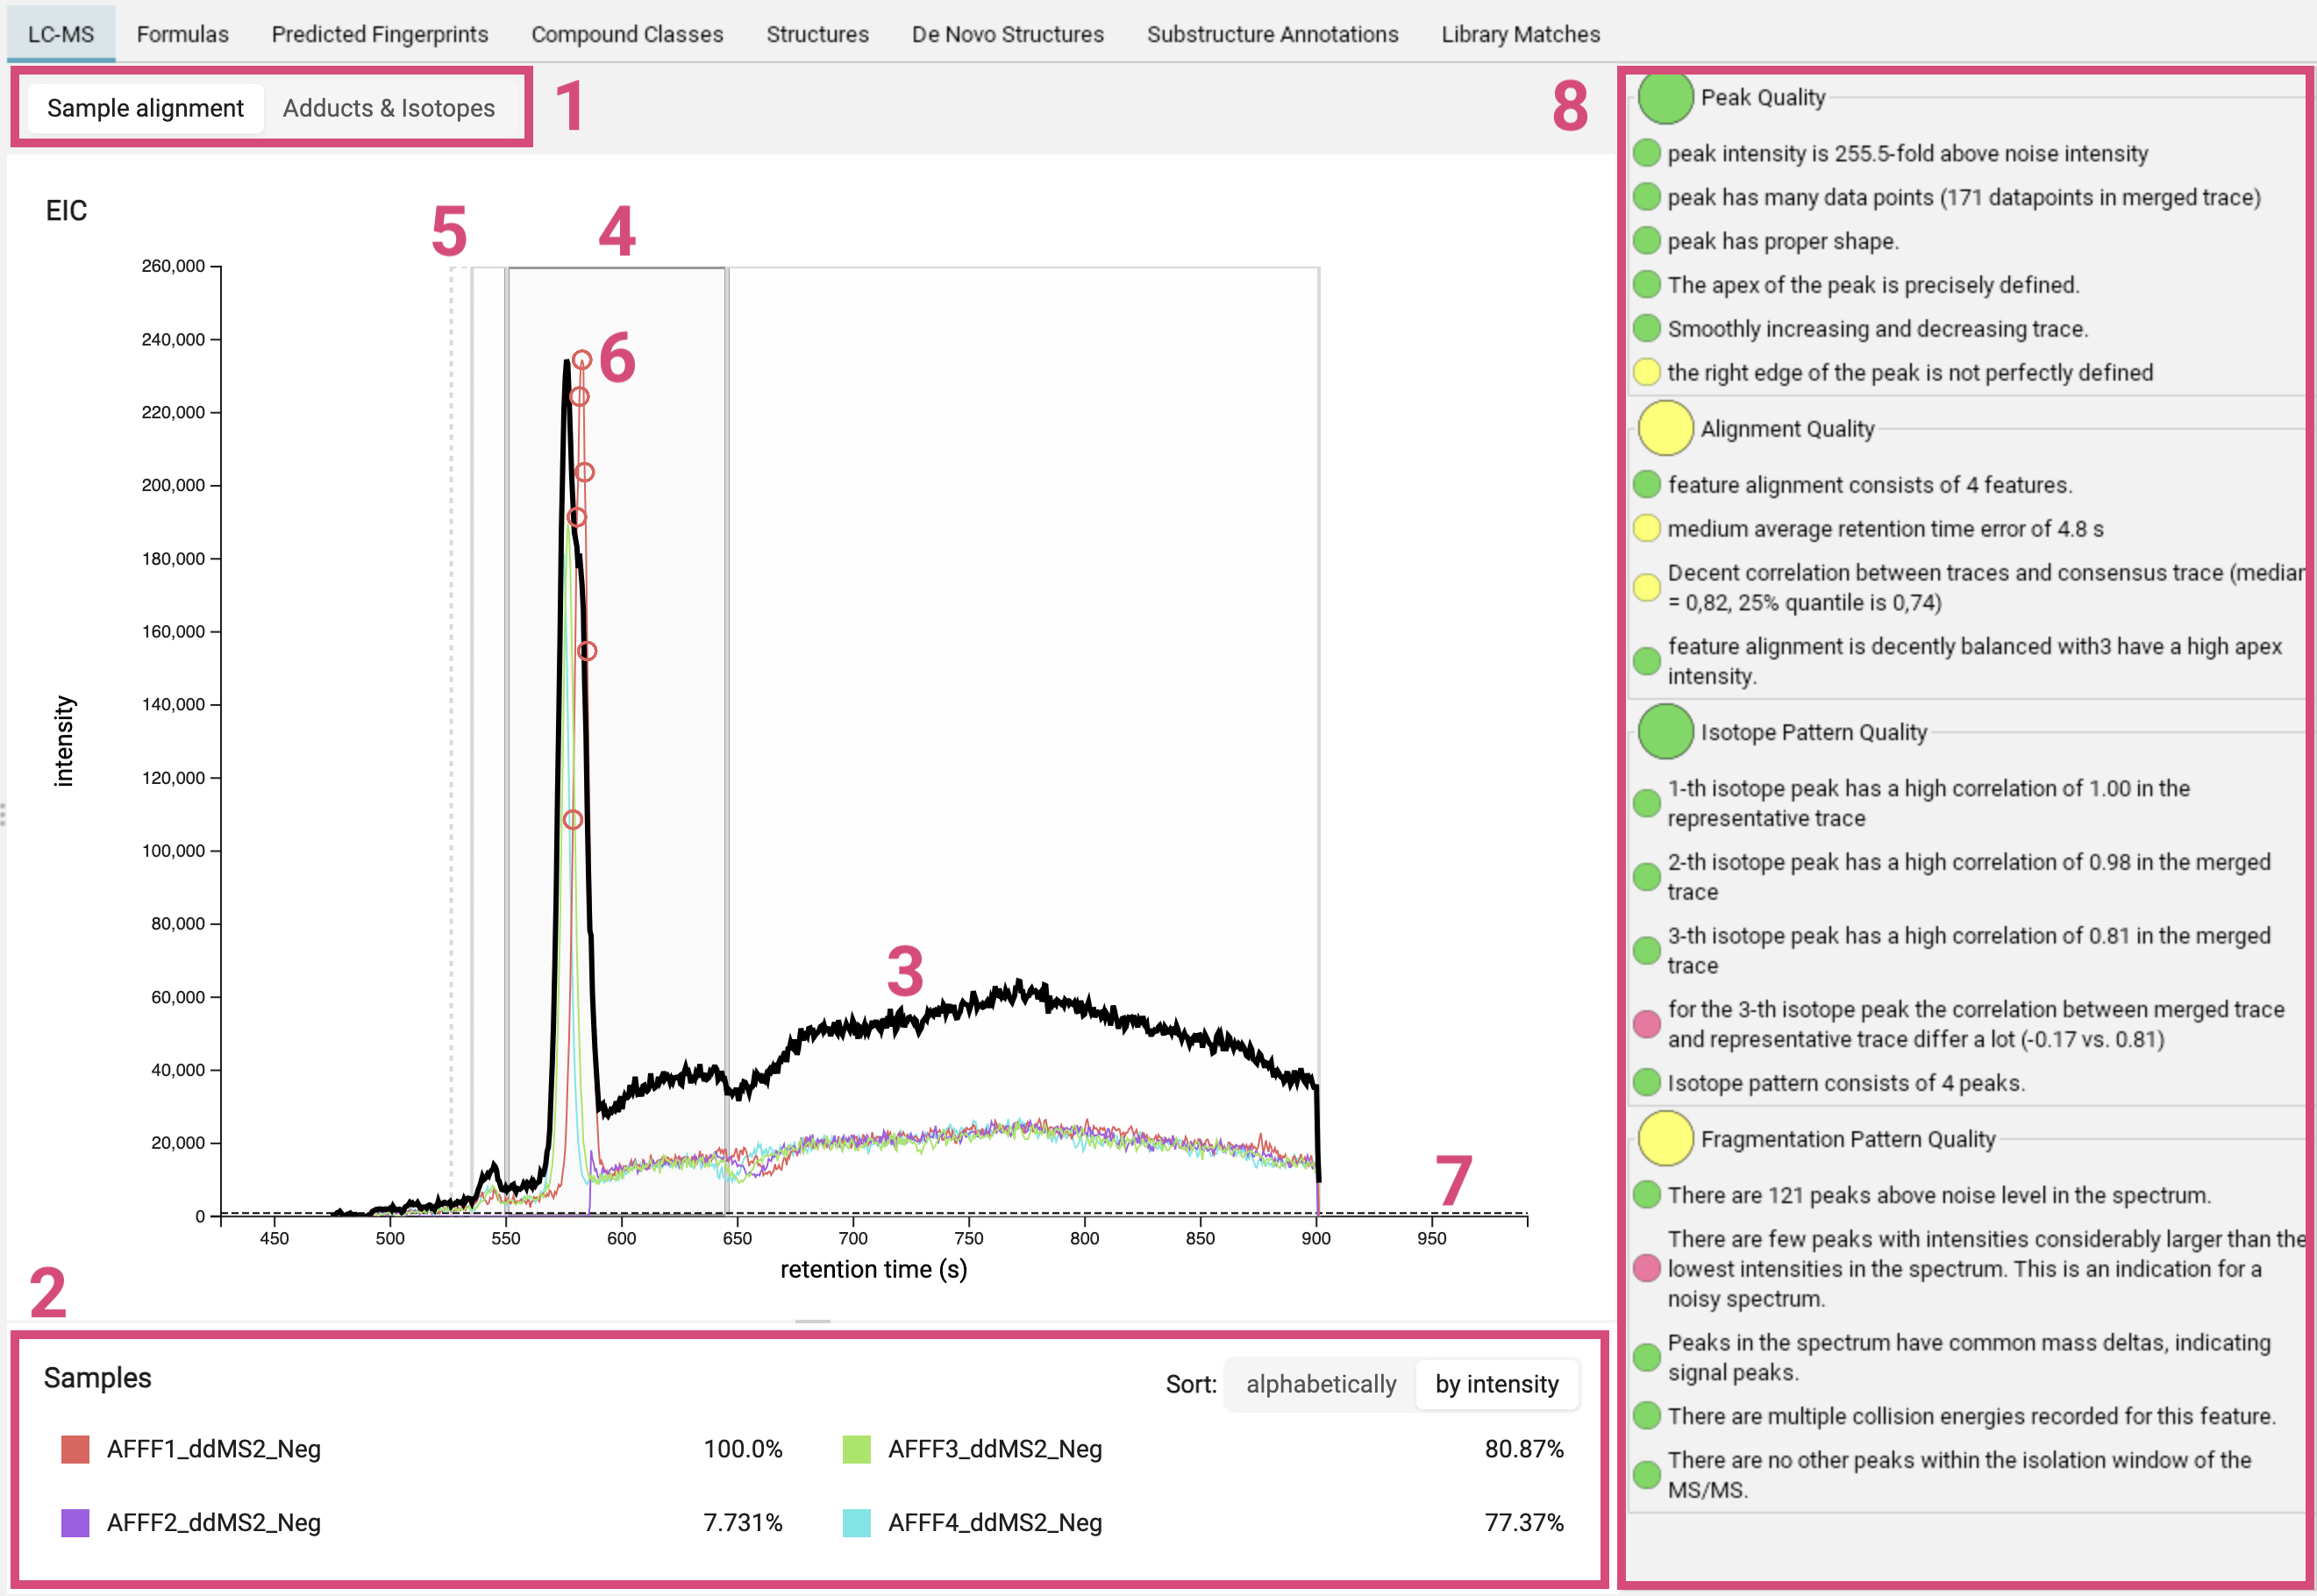 LC-MS Formulas Predicted Fingerprints Compound Classes Structures De Novo Structures Substructure Annotations Library Matches
Sample alignment Adducts & Isotopes
1
EIC
5 4
260,000
240,000
220,000
200,000
180,000
160,000
140,000
120,000
100,000
80,000
60,000
40,000
20,000
0
intensity
6
3
7
450 500 550 600 650 700 750 800 850 900 950
retention time (s)
2
Samples
Sort: alphabetically by intensity
AFFF1_ddMS2_Neg 100.0% AFFF3_ddMS2_Neg 80.87%
AFFF2_ddMS2_Neg 7.731% AFFF4_ddMS2_Neg 77.37%
8
Peak Quality
peak intensity is 255.5-fold above noise intensity
peak has many data points (171 datapoints in merged trace)
peak has proper shape.
The apex of the peak is precisely defined.
Smoothly increasing and decreasing trace.
the right edge of the peak is not perfectly defined
Alignment Quality
feature alignment consists of 4 features.
medium average retention time error of 4.8 s
Decent correlation between traces and consensus trace (median
= 0,82, 25% quantile is 0,74)
feature alignment is decently balanced with3 have a high apex
intensity.
Isotope Pattern Quality
1-th isotope peak has a high correlation of 1.00 in the
representative trace
2-th isotope peak has a high correlation of 0.98 in the merged
trace
3-th isotope peak has a high correlation of 0.81 in the merged
trace
for the 3-th isotope peak the correlation between merged trace
and representative trace differ a lot (-0.17 vs. 0.81)
Isotope pattern consists of 4 peaks.
Fragmentation Pattern Quality
There are 121 peaks above noise level in the spectrum.
There are few peaks with intensities considerably larger than the
lowest intensities in the spectrum. This is an indication for a
noisy spectrum.
Peaks in the spectrum have common mass deltas, indicating
signal peaks.
There are multiple collision energies recorded for this feature.
There are no other peaks within the isolation window of the
MS/MS.